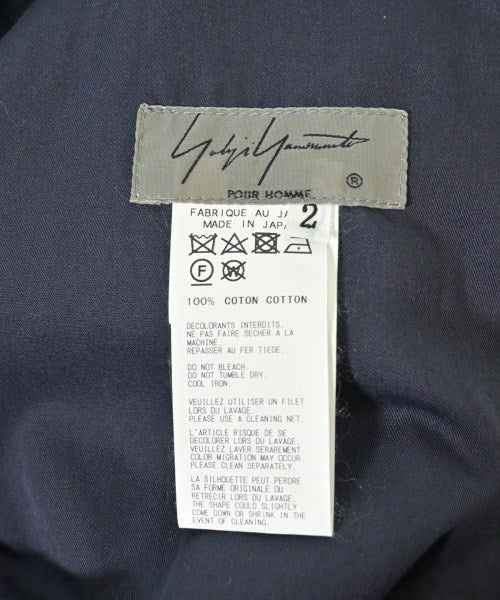 Yohji Yamamoto
®
POUR HOMME
FABRIQUE AU JA
MADE IN JAPA
2
F
W
100% COTON COTTON
DECOLORANTS INTERDITS.
NE PAS FAIRE SECHER A LA
MACHINE.
REPASSER AU FER TIEDE.
DO NOT BLEACH.
DO NOT TUMBLE DRY.
COOL IRON.
VEUILLEZ UTILISER UN FILET
LORS DU LAVAGE.
PLEASE USE A CLEANING NET.
L'ARTICLE RISQUE DE SE
DECOLORER LORS DU LAVAGE.
VEUILLEZ LAVER SERAREMENT.
COLOR MIGRATION MAY OCCUR.
PLEASE CLEAN SEPARATELY.
LA SILHOUETTE PEUT PERDRE
SA FORME ORIGINALE OU
RETRECIR LORS DU LAVAGE.
THE SHAPE COULD SLIGHTLY
COME DOWN OR SHRINK IN THE
EVENT OF CLEANING.